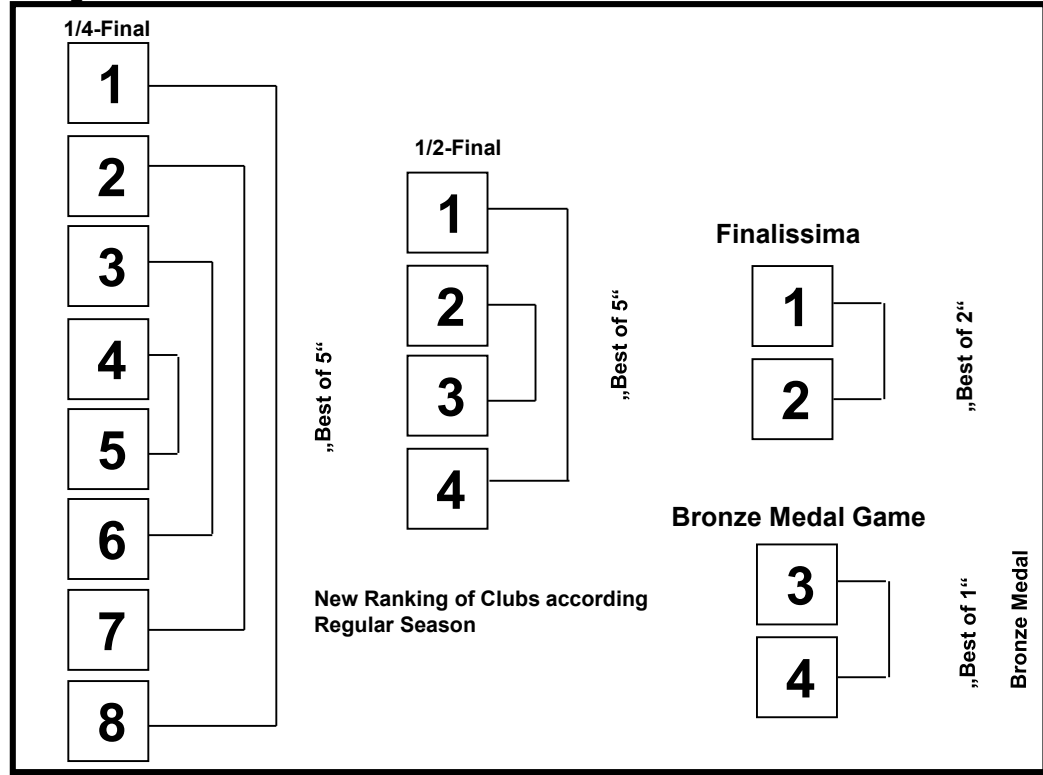 1/4-Final
1
2
3
4
5
6
7
8
„Best of 5“
1/2-Final
1
2
3
4
„Best of 5“
New Ranking of Clubs according
Regular Season
Finalissima
1
2
„Best of 2“
Bronze Medal Game
3
4
„Best of 1“
Bronze Medal